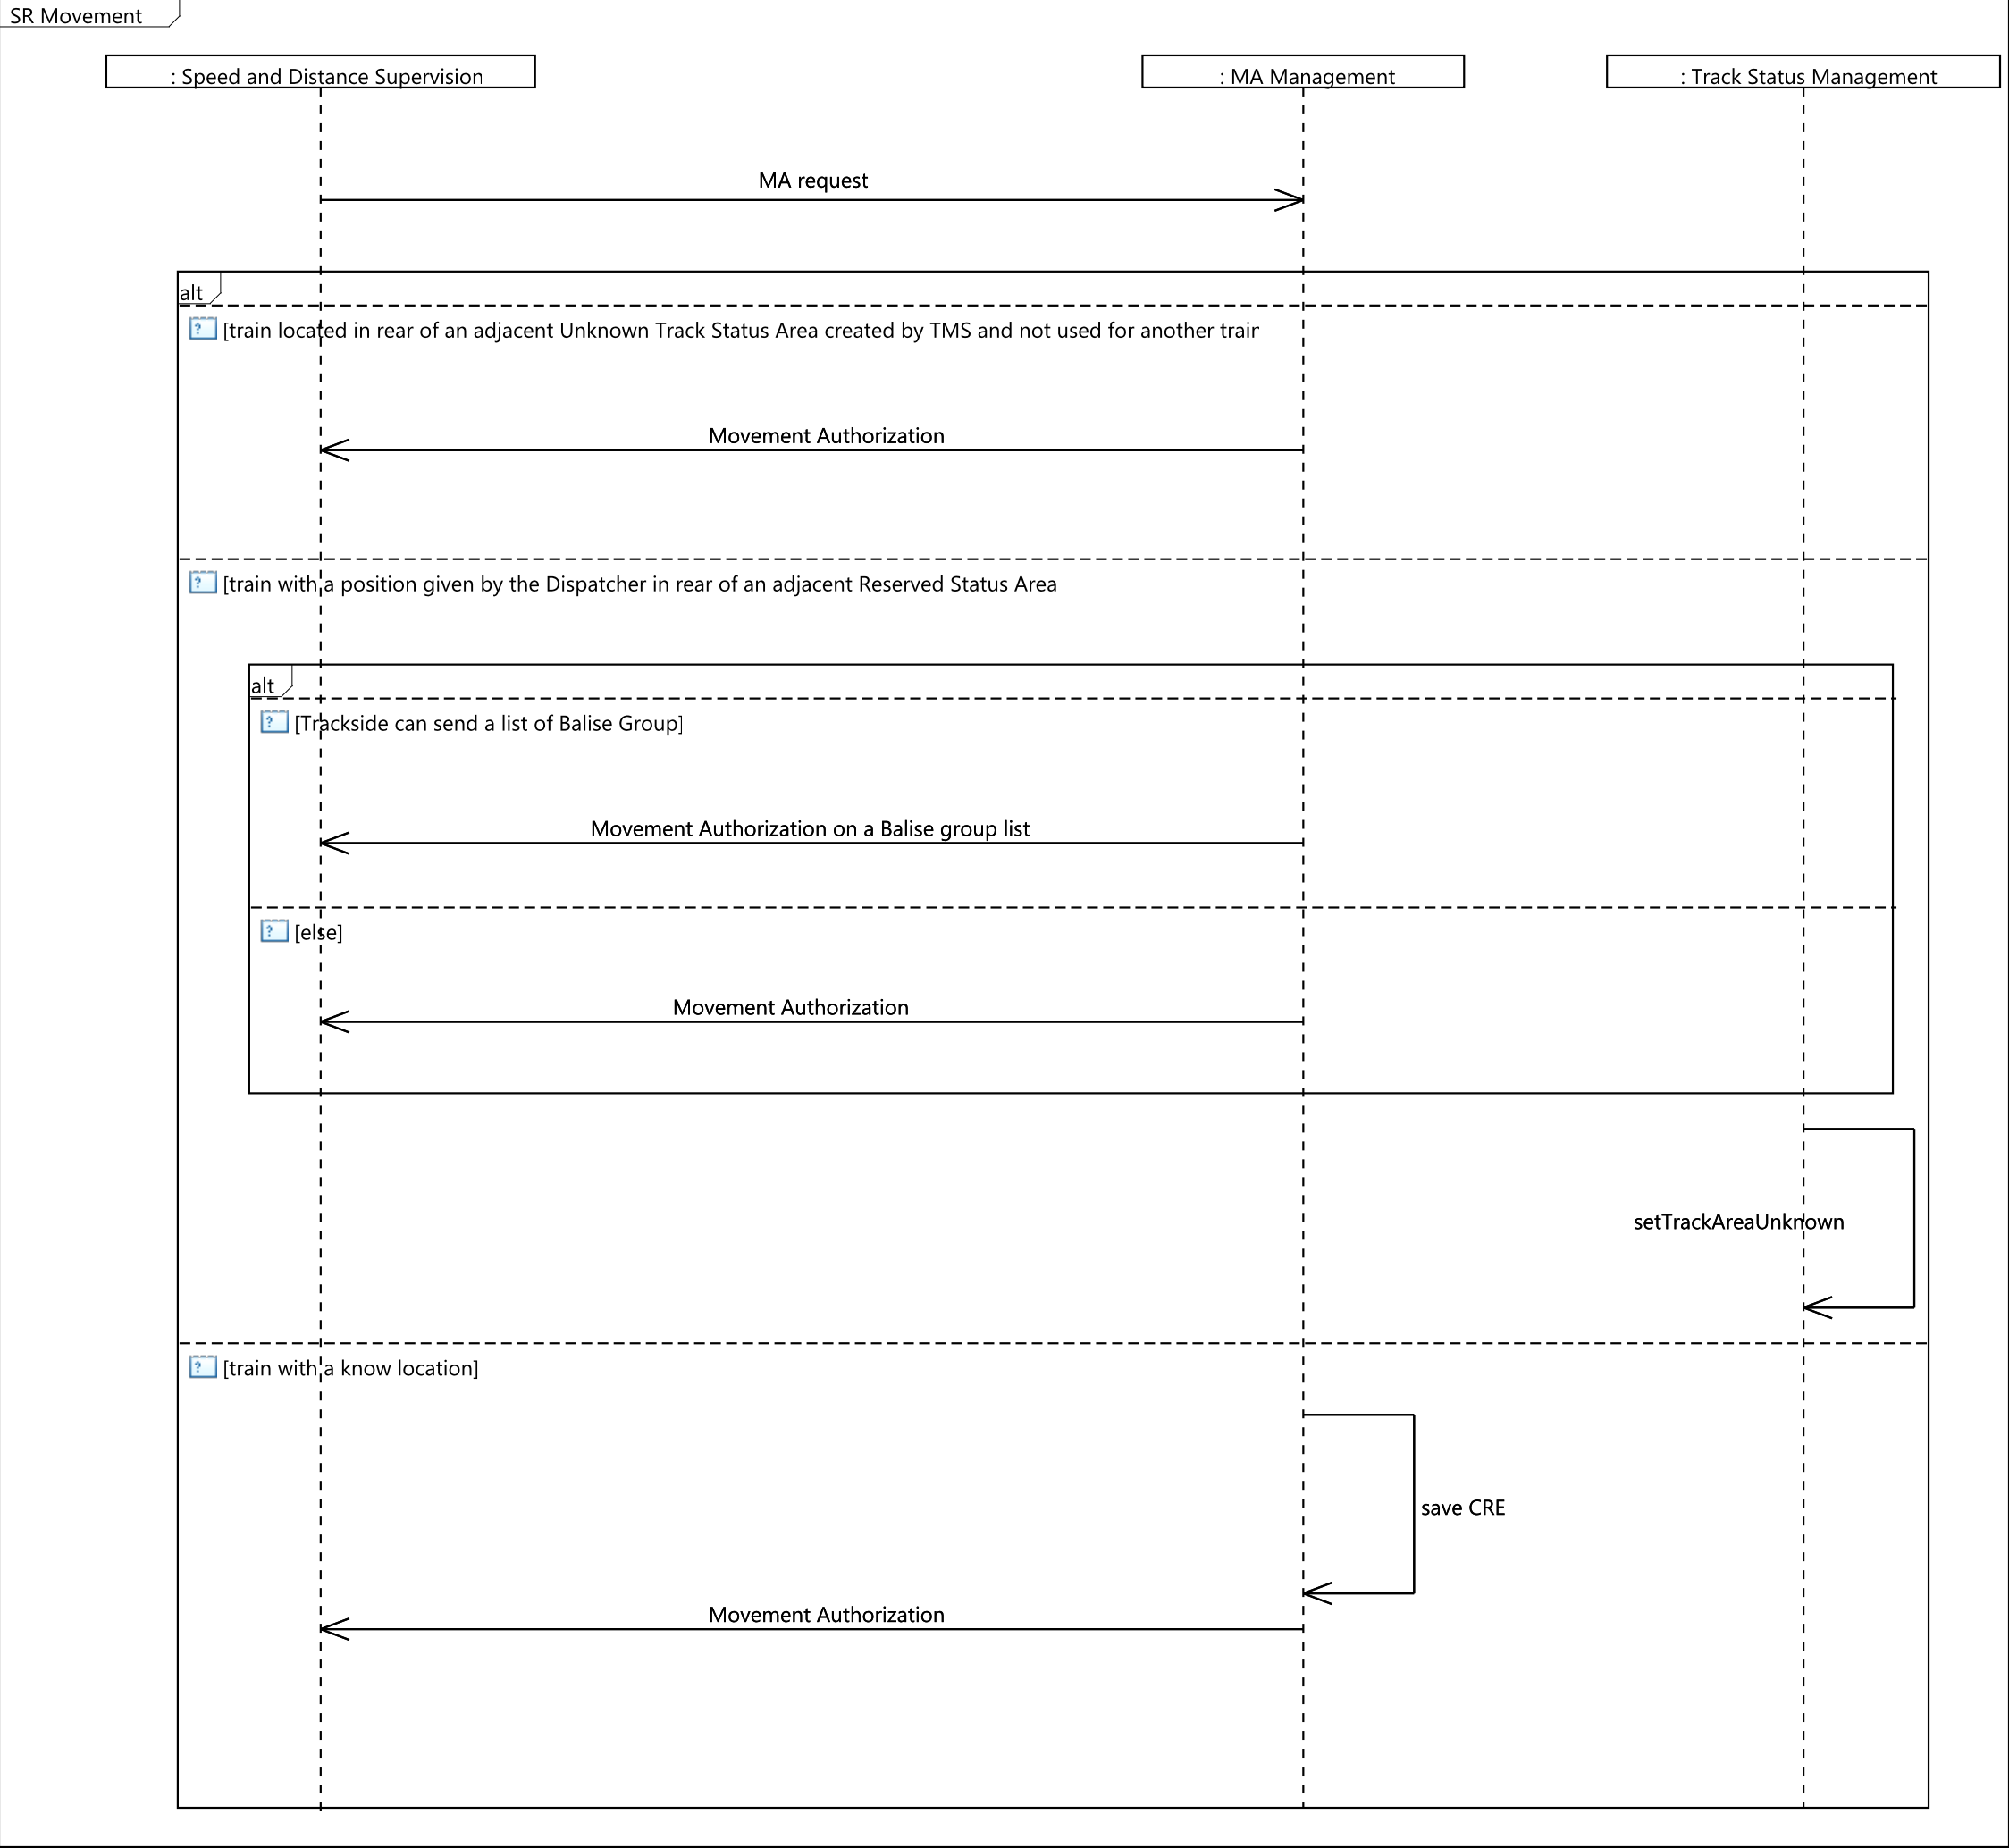 SR Movement
: Speed and Distance Supervision
: MA Management
: Track Status Management
MA request
alt
[train located in rear of an adjacent Unknown Track Status Area created by TMS and not used for another
Movement Authorization
[train with a position given by the Dispatcher in rear of an adjacent Reserved Status Area
alt
[Trackside can send a list of Balise Group]
Movement Authorization on a Balise group list
[else]
Movement Authorization
setTrackAreaUnknown
[train with a know location]
save CRE
Movement Authorization